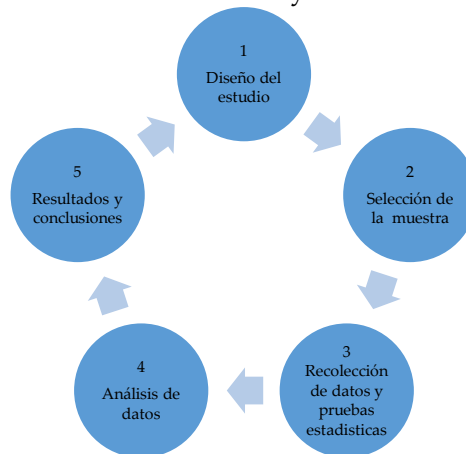 y
1
Diseño del
estudio
2
Selección de
la muestra
3
Recolección
de datos y
pruebas
estadisticas
4
Análisis de
datos
5
Resultados y
conclusiones